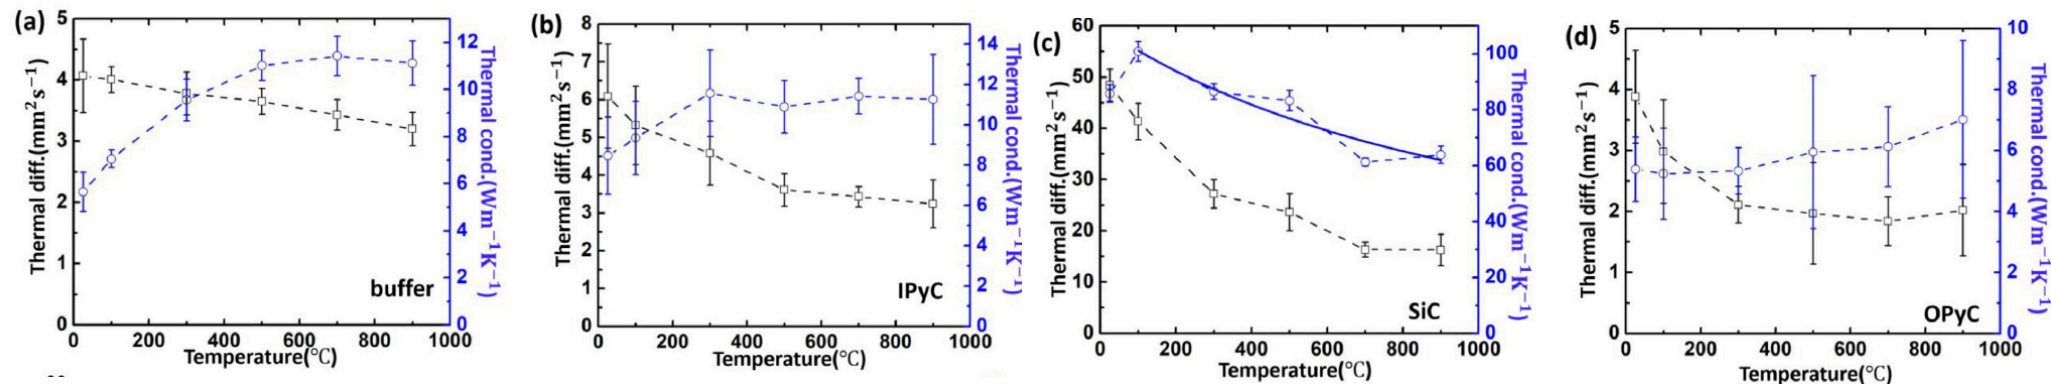 (a)
Thermal diff.(mm² s⁻¹)
5
4
3
2
1
0
0 200 400 600 800 1000
Temperature(°C)
buffer
12
10
8
6
4
2
0
Thermal cond.(Wm⁻¹K⁻¹)
(b)
Thermal diff.(mm² s⁻¹)
8
7
6
5
4
3
2
1
0
0 200 400 600 800 1000
Temperature(°C)
IPyC
14
12
10
8
6
4
2
0
Thermal cond.(Wm⁻¹K⁻¹)
(c)
Thermal diff.(mm² s⁻¹)
60
50
40
30
20
10
0
0 200 400 600 800 1000
Temperature(°C)
SiC
100
80
60
40
20
0
Thermal cond.(Wm⁻¹K⁻¹)
(d)
Thermal diff.(mm² s⁻¹)
5
4
3
2
1
0
0 200 400 600 800 1000
Temperature(°C)
OPyC
10
8
6
4
2
0
Thermal cond.(Wm⁻¹K⁻¹)